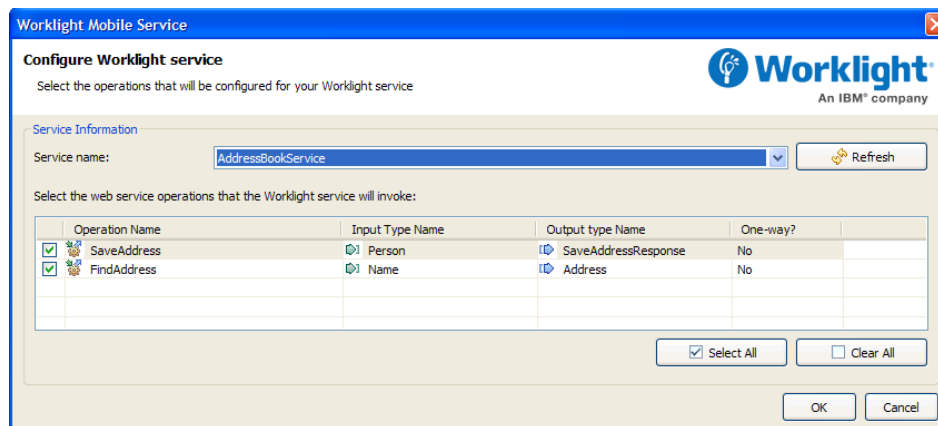 Worklight Mobile Service
Configure Worklight service
Select the operations that will be configured for your Worklight service
Worklight
An IBM® company
Service Information
Service name: AddressBookService Refresh
Select the web service operations that the Worklight service will invoke:
Operation Name Input Type Name Output type Name One-way?
SaveAddress Person SaveAddressResponse No
FindAddress Name Address No
Select All Clear All
OK Cancel